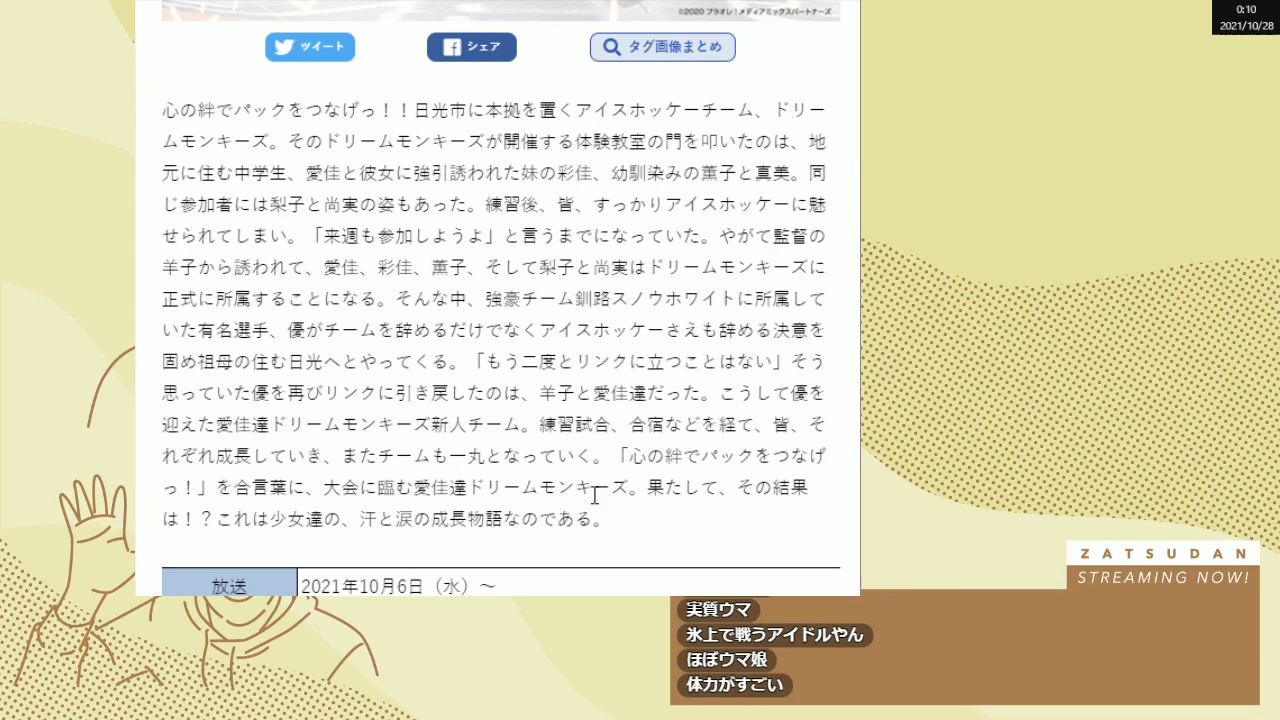 ©2020 プラオレ!メディアミックスパートナーズ
0:10
2021/10/28
ツイート
シェア
タグ画像まとめ
心の絆でパックをつなげっ！！日光市に本拠を置くアイスホッケーチーム、ドリー
ムモンキーズ。そのドリームモンキーズが開催する体験教室の門を叩いたのは、地
元に住む中学生、愛佳と彼女に強引誘われた妹の彩佳、幼馴染みの薫子と真美。同
じ参加者には梨子と尚実の姿もあった。練習後、皆、すっかりアイスホッケーに魅
せられてしまい。「来週も参加しようよ」と言うまでになっていた。やがて監督の
羊子から誘われて、愛佳、彩佳、薫子、そして梨子と尚実はドリームモンキーズに
正式に所属することになる。そんな中、強豪チーム釧路スノウホワイトに所属して
いた有名選手、優がチームを辞めるだけでなくアイスホッケーさえも辞める決意を
固め祖母の住む日光へとやってくる。「もう二度とリンクに立つことはない」そう
思っていた優を再びリンクに引き戻したのは、羊子と愛佳達だった。こうして優を
迎えた愛佳達ドリームモンキーズ新人チーム。練習試合、合宿などを経て、皆、そ
れぞれ成長していき、またチームも一丸となっていく。「心の絆でパックをつなげ
っ！」を合言葉に、大会に臨む愛佳達ドリームモンキーズ。果たして、その結果
は！？これは少女達の、汗と涙の成長物語なのである。
放送 2021年10月6日（水）～
ZATSUDAN
STREAMING NOW!
実質ウマ
氷上で戦うアイドルやん
ほぼウマ娘
体力がすごい